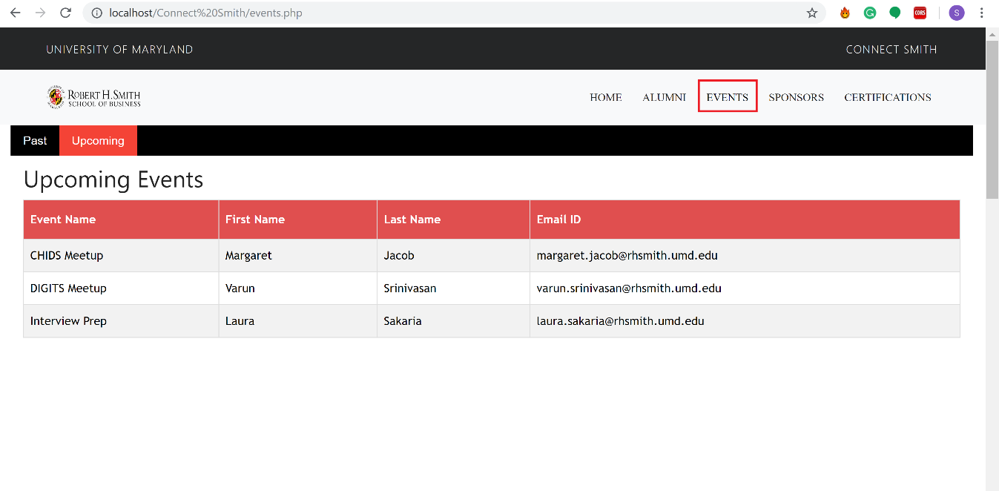 localhost/Connect%20Smith/events.php
S
UNIVERSITY OF MARYLAND CONNECT SMITH
ROBERT H. SMITH
SCHOOL OF BUSINESS
HOME ALUMNI EVENTS SPONSORS CERTIFICATIONS
Past Upcoming
Upcoming Events
Event Name First Name Last Name Email ID
CHIDS Meetup Margaret Jacob margaret.jacob@rhsmith.umd.edu
DIGITS Meetup Varun Srinivasan varun.srinivasan@rhsmith.umd.edu
Interview Prep Laura Sakaria laura.sakaria@rhsmith.umd.edu